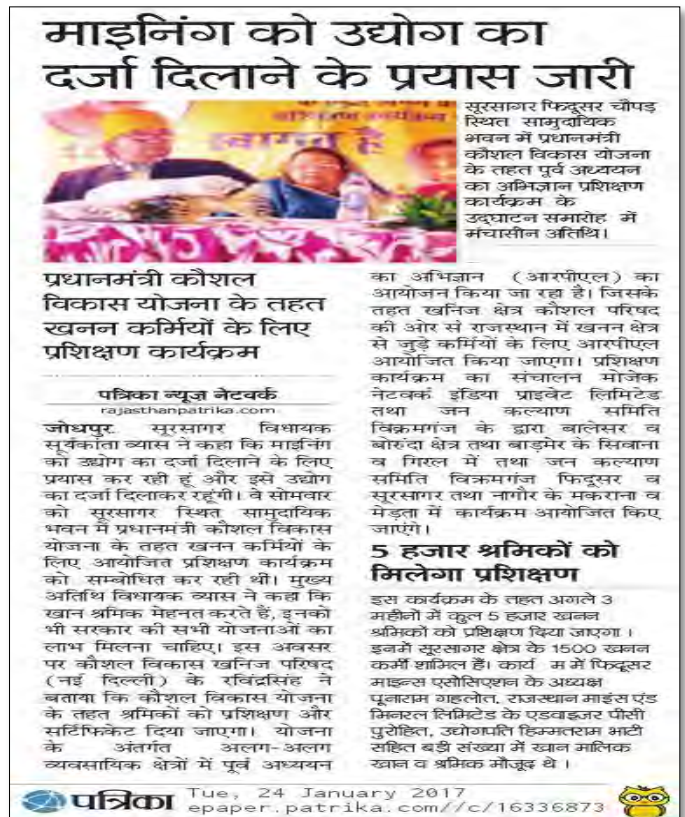 माइनिंग को उद्योग का
दर्जा दिलाने के प्रयास जारी
स्वागत है
सूरसागर फिदूसर चौपड़
स्थित सामुदायिक
भवन में प्रधानमंत्री
कौशल विकास योजना
के तहत पूर्व अध्ययन
का अभिज्ञान प्रशिक्षण
कार्यक्रम के
उद्घाटन समारोह में
मंचासीन अतिथि।
प्रधानमंत्री कौशल
विकास योजना के तहत
खनन कर्मियों के लिए
प्रशिक्षण कार्यक्रम
पत्रिका न्यूज़ नेटवर्क
rajasthanpatrika.com
जोधपुर. सूरसागर विधायक
सूर्यकांता व्यास ने कहा कि माइनिंग
को उद्योग का दर्जा दिलाने के लिए
प्रयास कर रही हूं और इसे उद्योग
का दर्जा दिलाकर रहूंगी। वे सोमवार
को सूरसागर स्थित सामुदायिक
भवन में प्रधानमंत्री कौशल विकास
योजना के तहत खनन कर्मियों के
लिए आयोजित प्रशिक्षण कार्यक्रम
को सम्बोधित कर रही थी। मुख्य
अतिथि विधायक व्यास ने कहा कि
खान श्रमिक मेहनत करते हैं, इनको
भी सरकार की सभी योजनाओं का
लाभ मिलना चाहिए। इस अवसर
पर कौशल विकास खनिज परिषद
(नई दिल्ली) के रविंद्रसिंह ने
बताया कि कौशल विकास योजना
के तहत श्रमिकों को प्रशिक्षण और
सर्टिफिकेट दिया जाएगा। योजना
के अंतर्गत अलग-अलग
व्यवसायिक क्षेत्रों में पूर्व अध्ययन
का अभिज्ञान (आरपीएल) का
आयोजन किया जा रहा है। जिसके
तहत खनिज क्षेत्र कौशल परिषद
की ओर से राजस्थान में खनन क्षेत्र
से जुड़े कर्मियों के लिए आरपीएल
आयोजित किया जाएगा। प्रशिक्षण
कार्यक्रम का संचालन मोजेक
नेटवर्क इंडिया प्राइवेट लिमिटेड
तथा जन कल्याण समिति
विक्रमगंज के द्वारा बालेसर व
बोरुंदा क्षेत्र तथा बाड़मेर के सिवाना
व गिरल में तथा जन कल्याण
समिति विक्रमगंज फिदूसर व
सूरसागर तथा नागौर के मकराना व
मेड़ता में कार्यक्रम आयोजित किए
जाएंगे।
5 हजार श्रमिकों को
मिलेगा प्रशिक्षण
इस कार्यक्रम के तहत अगले 3
महीनों में कुल 5 हजार खनन
श्रमिकों को प्रशिक्षण दिया जाएगा ।
इनमें सूरसागर क्षेत्र के 1500 खनन
कर्मी शामिल हैं। कार्य म में फिदूसर
माइन्स एसोसिएशन के अध्यक्ष
पूनाराम गहलोत, राजस्थान माइंस एंड
मिनरल लिमिटेड के एडवाइजर पीसी
पुरोहित, उद्योगपति हिम्मतराम भाटी
सहित बड़ी संख्या में खान मालिक
खान व श्रमिक मौजूद थे ।
पत्रिका Tue, 24 January 2017
epaper.patrika.com//c/16336873